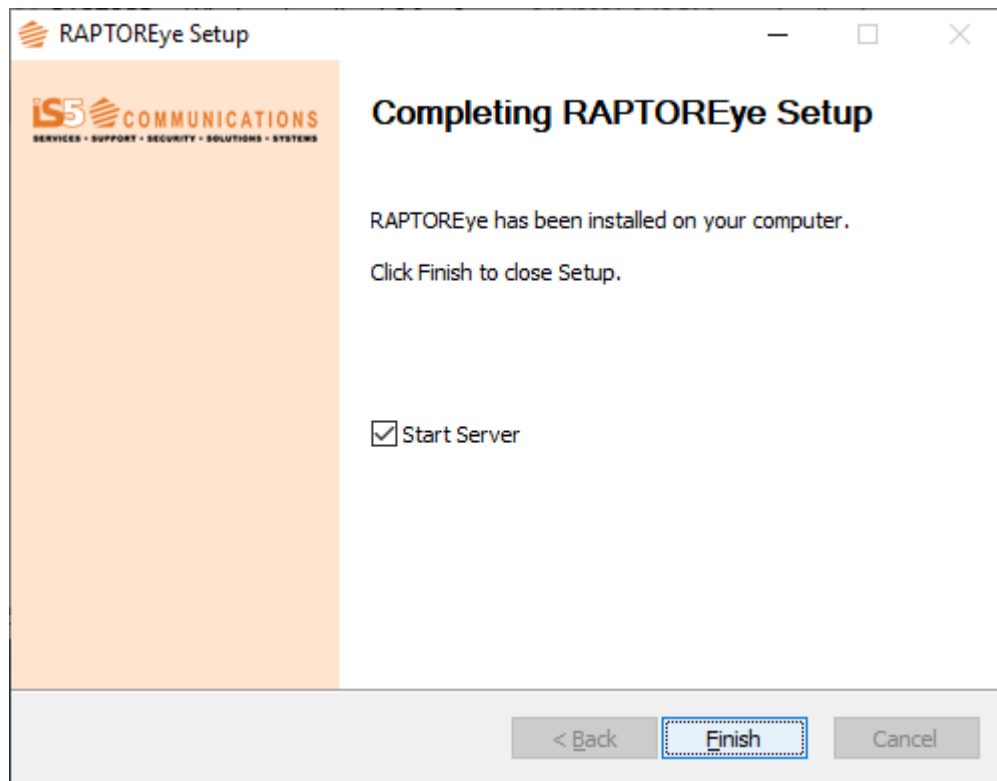 RAPTOREye Setup
iS5 COMMUNICATIONS
SERVICES • SUPPORT • SECURITY • SOLUTIONS • SYSTEMS
Completing RAPTOREye Setup
RAPTOREye has been installed on your computer.
Click Finish to close Setup.
Start Server
< Back
Finish
Cancel